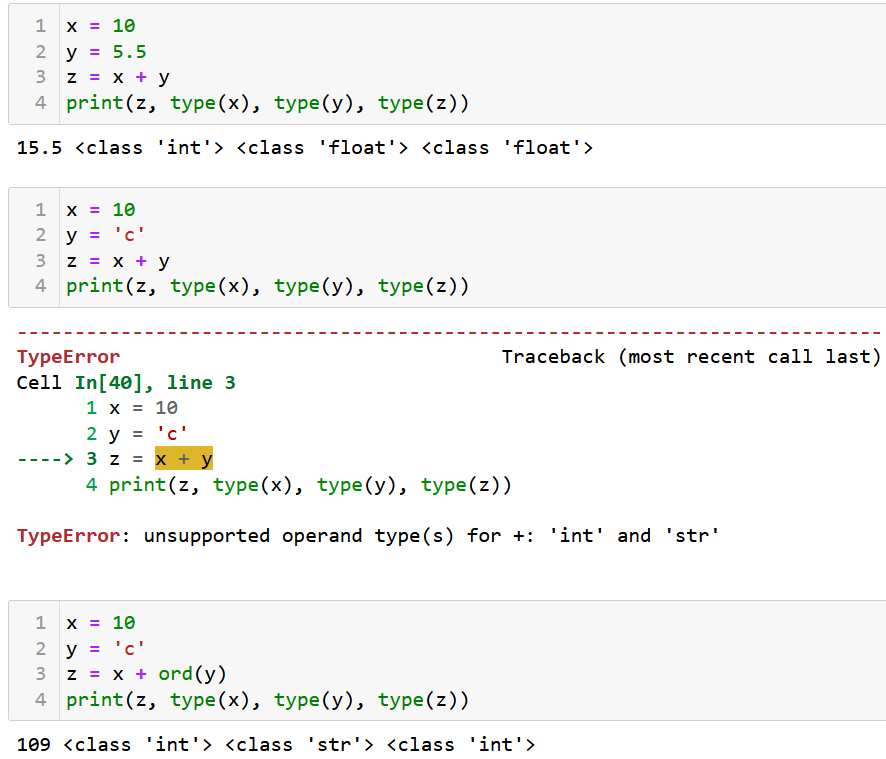 1 x = 10
2 y = 5.5
3 z = x + y
4 print(z, type(x), type(y), type(z))
15.5 <class 'int'> <class 'float'> <class 'float'>
1 x = 10
2 y = 'c'
3 z = x + y
4 print(z, type(x), type(y), type(z))
---------------------------------------------------------------------------
TypeError                                 Traceback (most recent call last)
Cell In[40], line 3
      1 x = 10
      2 y = 'c'
----> 3 z = x + y
      4 print(z, type(x), type(y), type(z))
TypeError: unsupported operand type(s) for +: 'int' and 'str'
1 x = 10
2 y = 'c'
3 z = x + ord(y)
4 print(z, type(x), type(y), type(z))
109 <class 'int'> <class 'str'> <class 'int'>